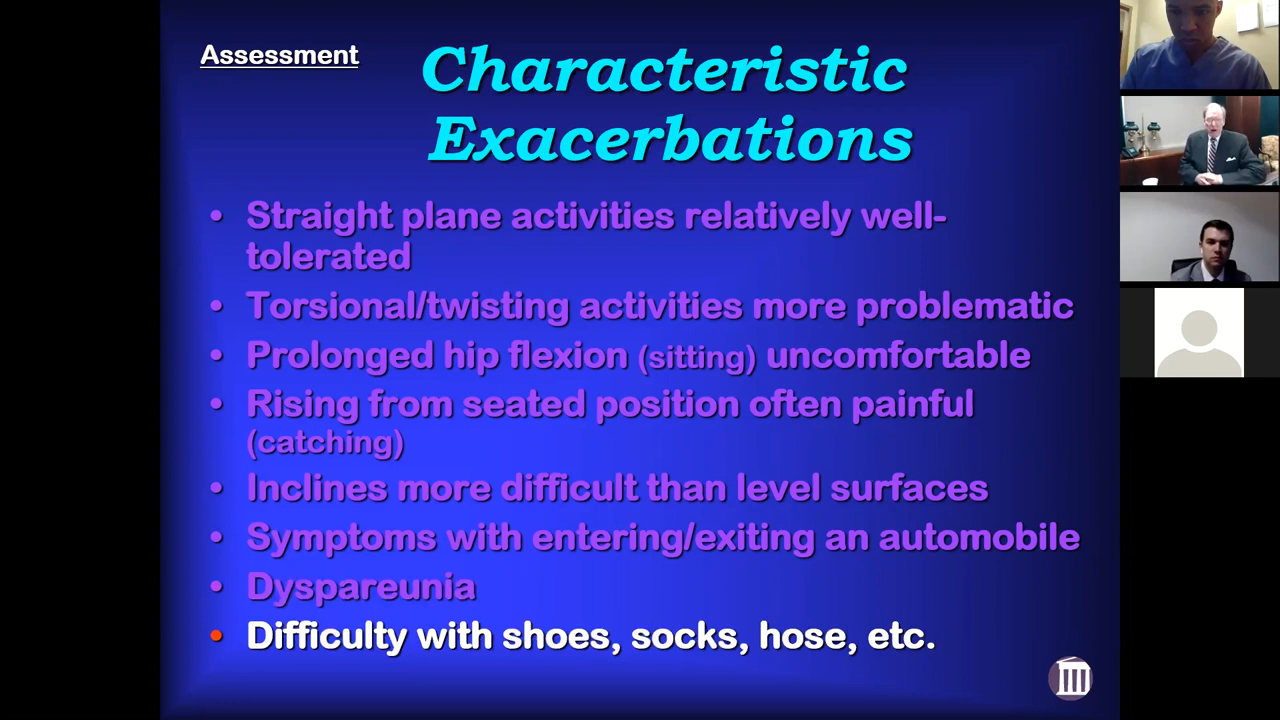 Assessment
Characteristic
Exacerbations
• Straight plane activities relatively well-
tolerated
• Torsional/twisting activities more problematic
• Prolonged hip flexion (sitting) uncomfortable
• Rising from seated position often painful
(catching)
• Inclines more difficult than level surfaces
• Symptoms with entering/exiting an automobile
• Dyspareunia
• Difficulty with shoes, socks, hose, etc.